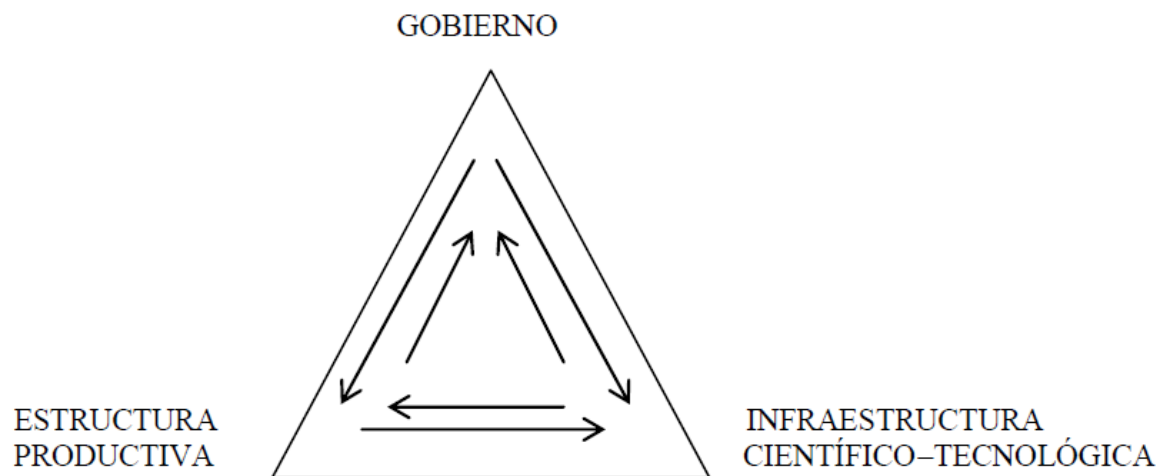 GOBIERNO
ESTRUCTURA
PRODUCTIVA
INFRAESTRUCTURA
CIENTÍFICO–TECNOLÓGICA